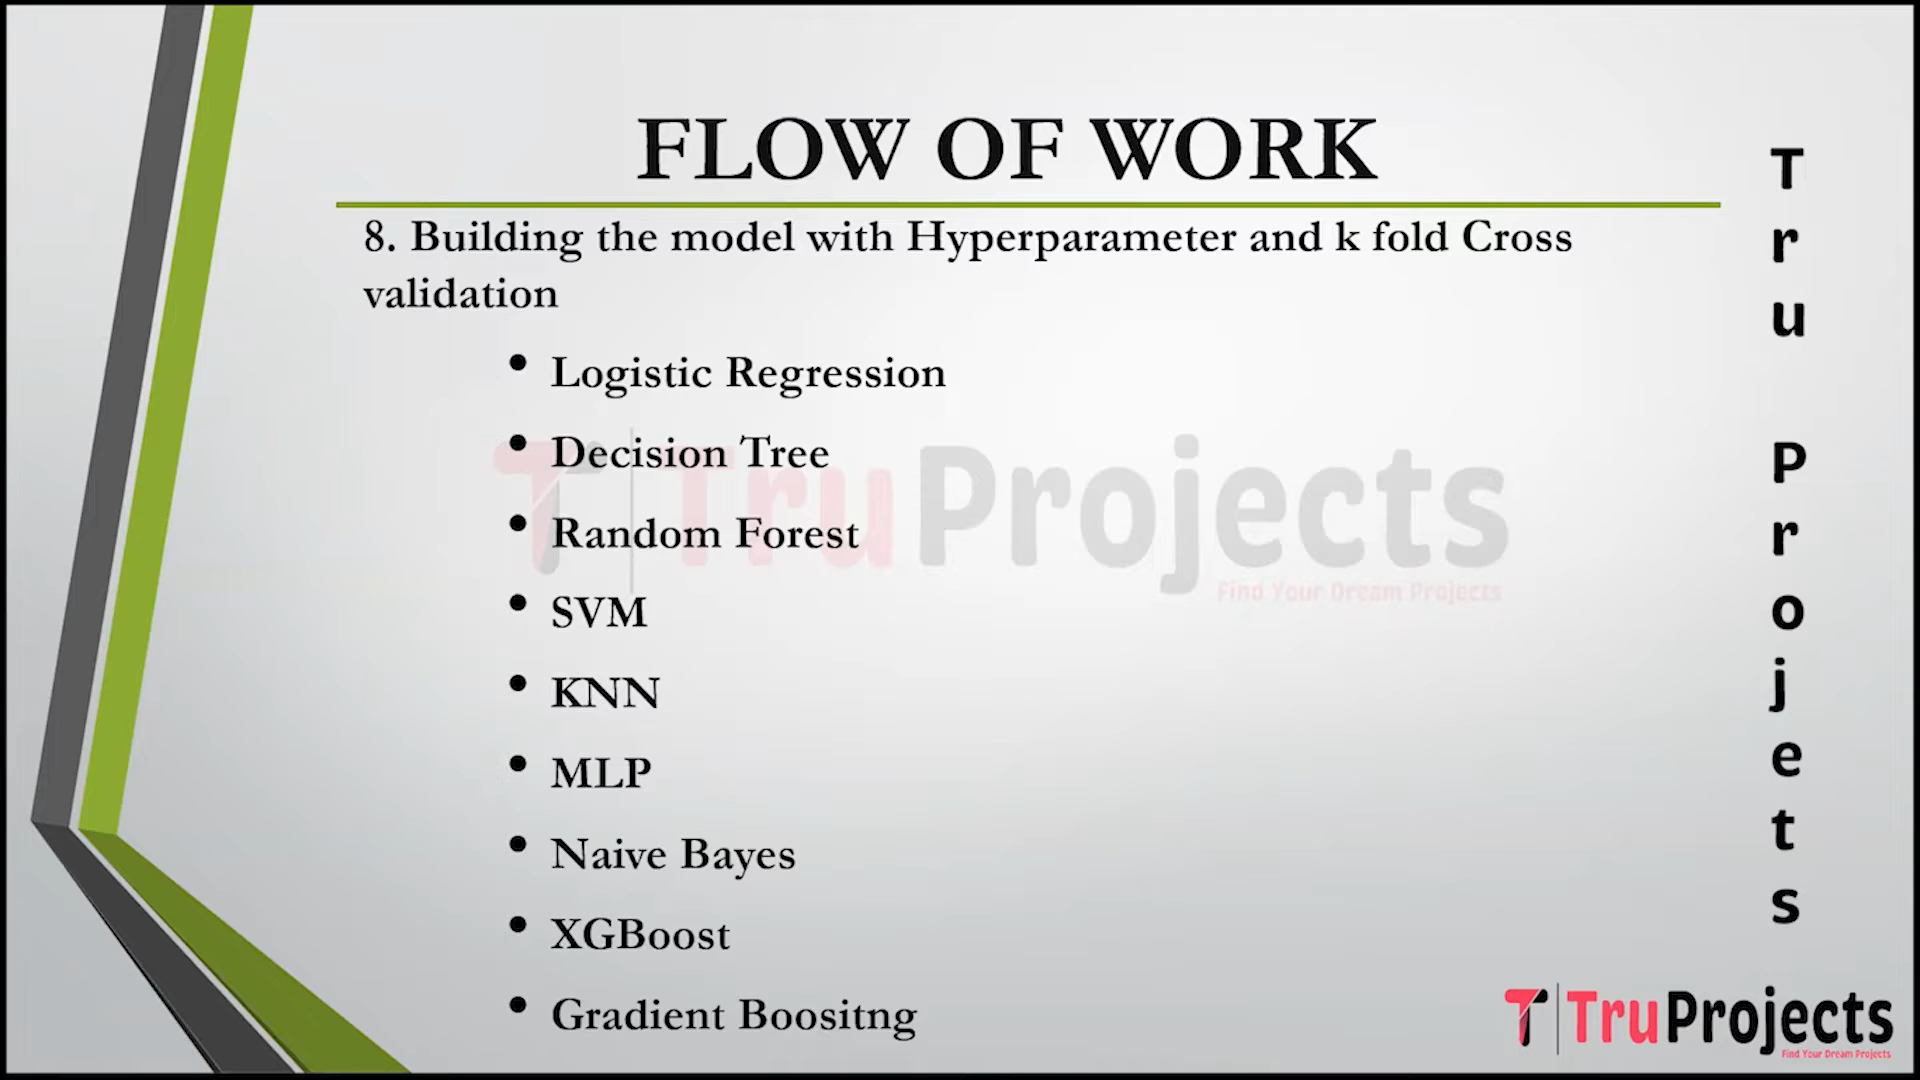 FLOW OF WORK
8. Building the model with Hyperparameter and k fold Cross
validation
• Logistic Regression
• Decision Tree
• Random Forest
• SVM
• KNN
• MLP
• Naive Bayes
• XGBoost
• Gradient Boositng
TruProjects
Find Your Dream Projects
Tru Projets
TruProjects
Find Your Dream Projects